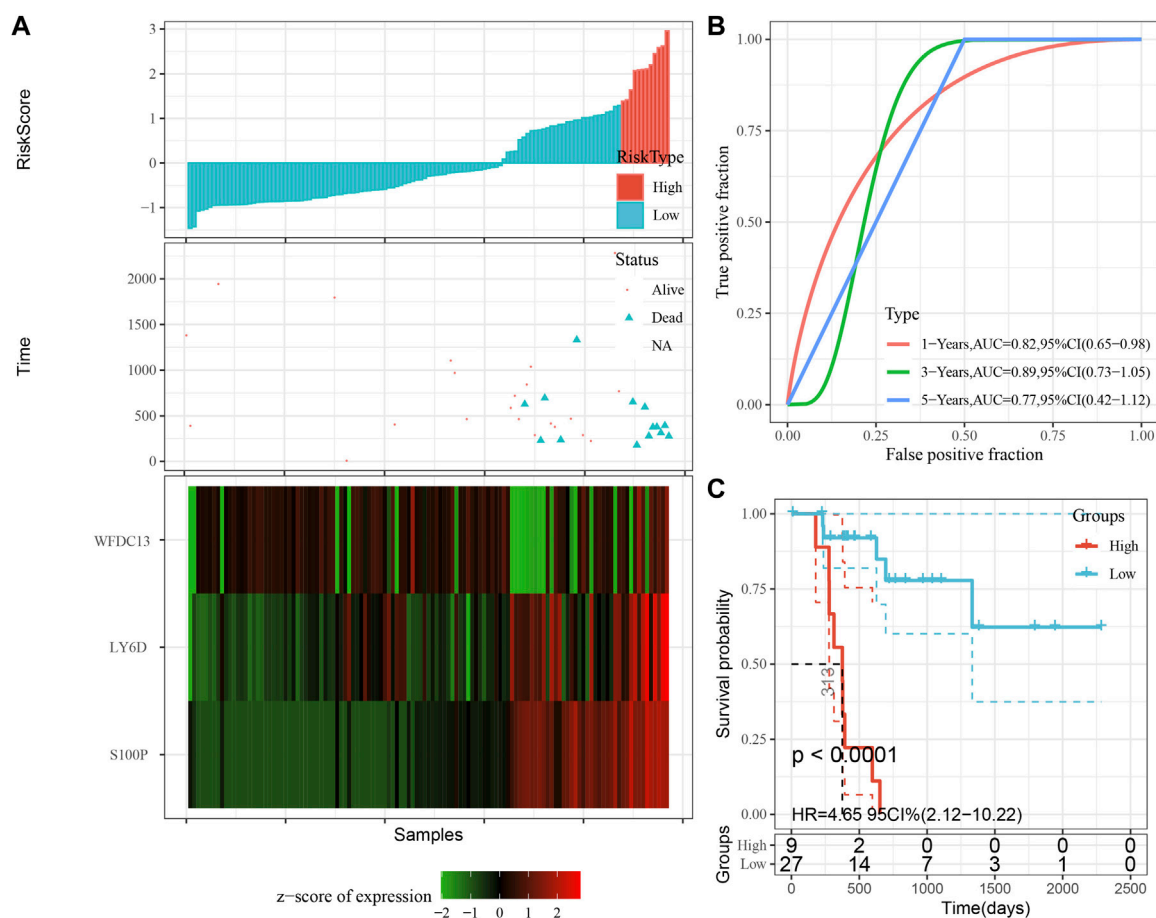 A
RiskScore
3
2
1
0
−1
RiskType
High
Low
Time
2000
1500
1000
500
0
Status
Alive
Dead
NA
WFDC13
LY6D
S100P
Samples
z−score of expression
−2 −1 0 1 2
B
True positive fraction
1.00
0.75
0.50
0.25
0.00
Type
1−Years,AUC=0.82,95%CI(0.65−0.98)
3−Years,AUC=0.89,95%CI(0.73−1.05)
5−Years,AUC=0.77,95%CI(0.42−1.12)
0.00 0.25 0.50 0.75 1.00
False positive fraction
C
Survival probability
1.00
0.75
0.50
0.25
0.00
Groups
High
Low
313
p < 0.0001
HR=4.65 95CI%(2.12−10.22)
Groups
High 9 2 0 0 0 0
Low 27 14 7 3 1 0
0 500 1000 1500 2000 2500
Time(days)